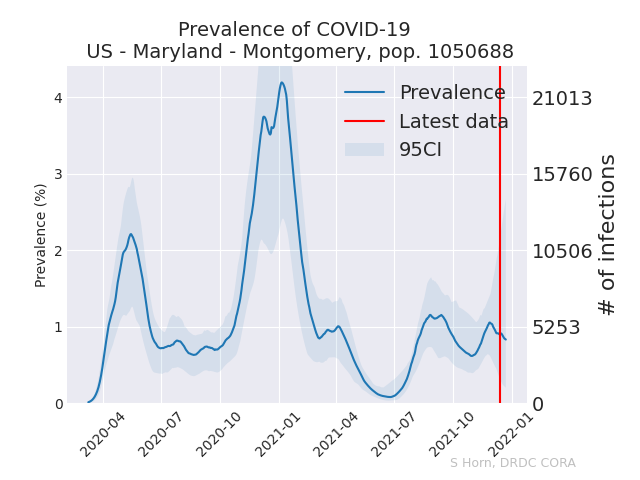 Prevalence of COVID-19
US - Maryland - Montgomery, pop. 1050688
Prevalence
Latest data
95CI
Prevalence (%)
4
3
2
1
0
21013
15760
10506
5253
0
# of infections
2020-04
2020-07
2020-10
2021-01
2021-04
2021-07
2021-10
2022-01
S Horn, DRDC CORA